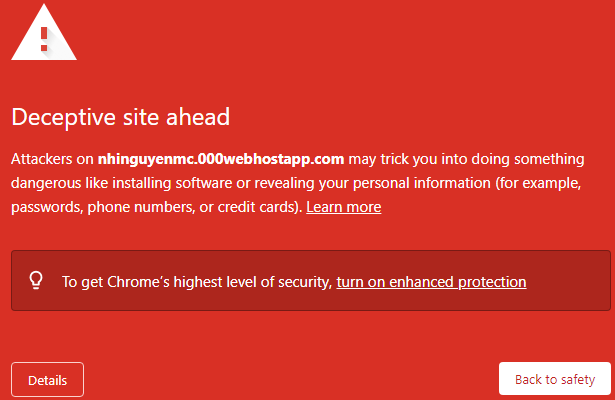 Deceptive site ahead
Attackers on nhinguyenmc.000webhostapp.com may trick you into doing something
dangerous like installing software or revealing your personal information (for example,
passwords, phone numbers, or credit cards). Learn more
To get Chrome's highest level of security, turn on enhanced protection
Details
Back to safety